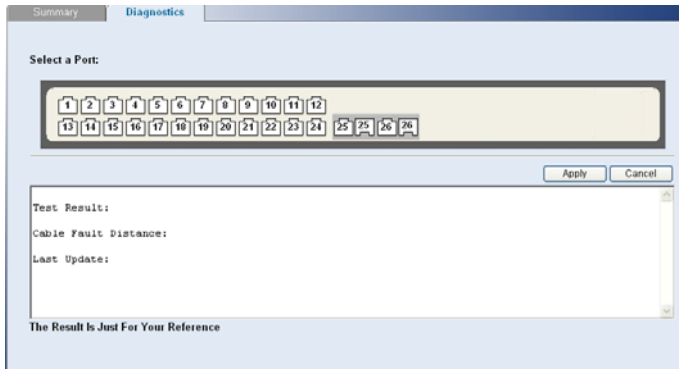 Summary Diagnostics
Select a Port:
1 2 3 4 5 6 7 8 9 10 11 12
13 14 15 16 17 18 19 20 21 22 23 24 25 25 26 26
Apply Cancel
Test Result:
Cable Fault Distance:
Last Update:
The Result Is Just For Your Reference